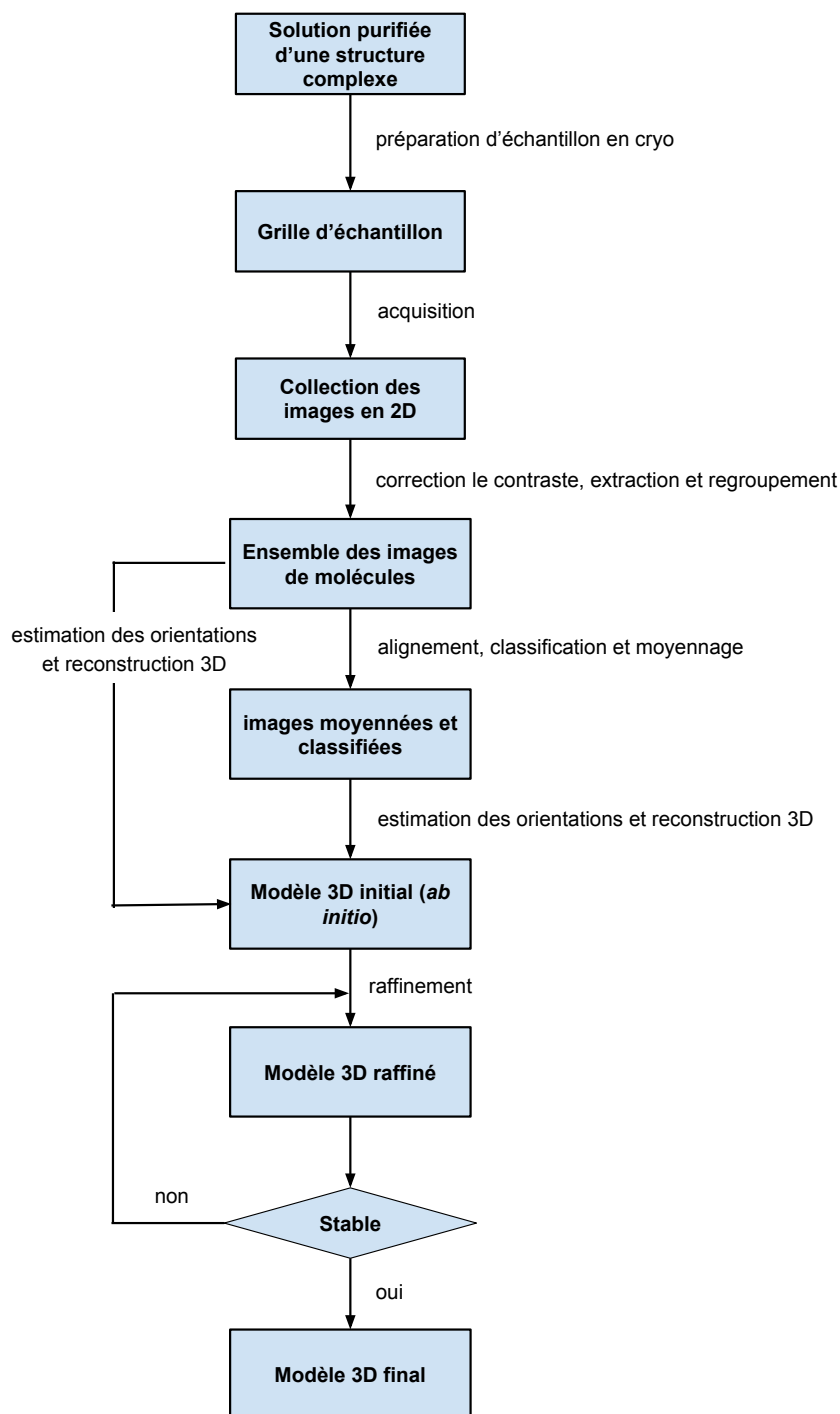 Solution purifiée
d'une structure
complexe
préparation d'échantillon en cryo
Grille d'échantillon
acquisition
Collection des
images en 2D
correction le contraste, extraction et regroupement
Ensemble des images
de molécules
estimation des orientations
et reconstruction 3D
alignement, classification et moyennage
images moyennées et
classifiées
estimation des orientations et reconstruction 3D
Modèle 3D initial (ab
initio)
raffinement
Modèle 3D raffiné
non
Stable
oui
Modèle 3D final